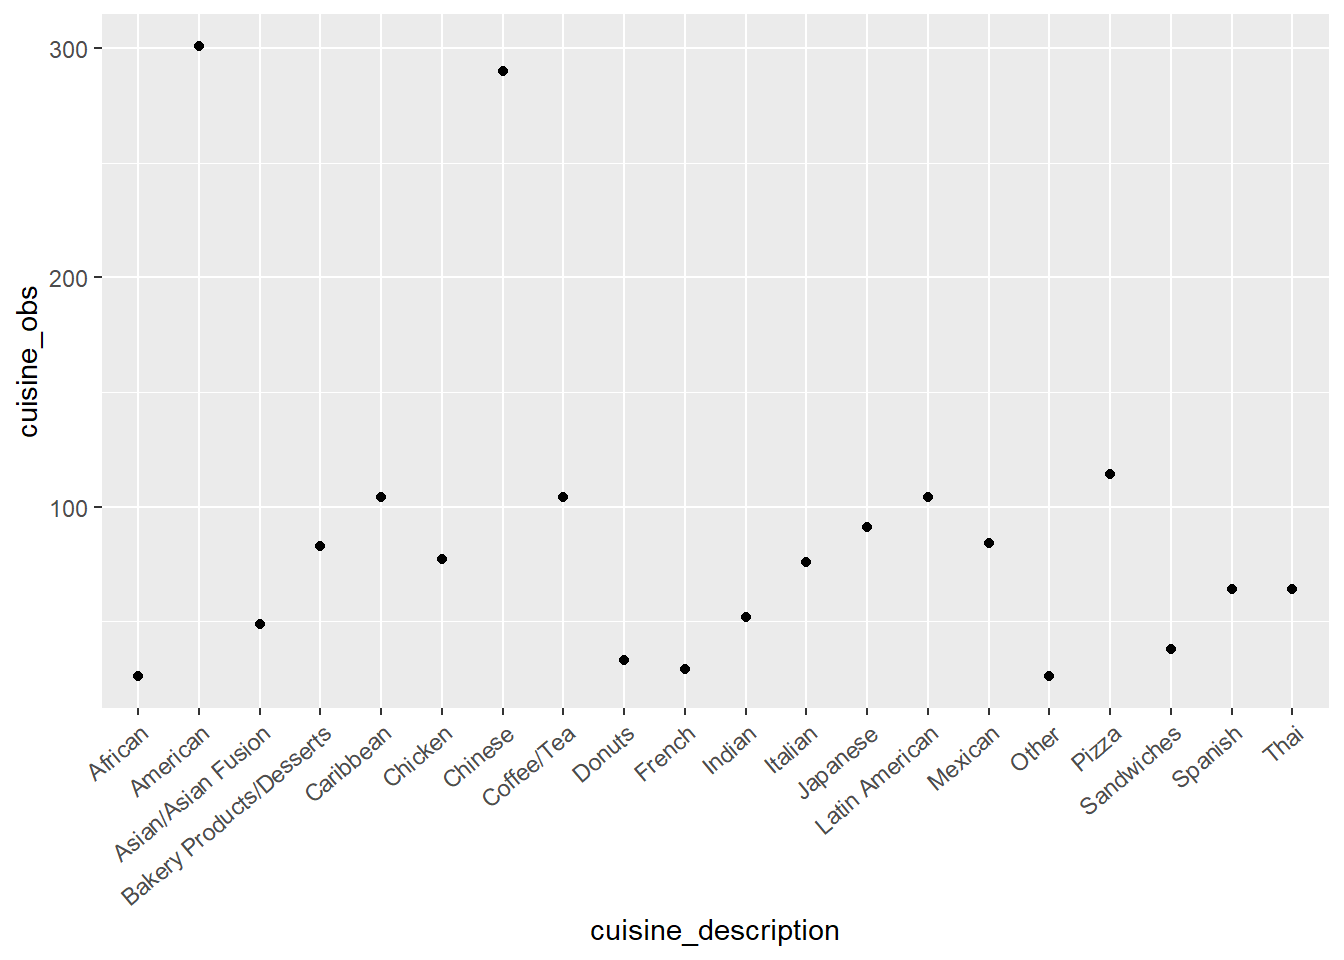 300
200
100
cuisine_obs
African
American
Asian/Asian Fusion
Bakery Products/Desserts
Caribbean
Chicken
Chinese
Coffee/Tea
Donuts
French
Indian
Italian
Japanese
Latin American
Mexican
Other
Pizza
Sandwiches
Spanish
Thai
cuisine_description